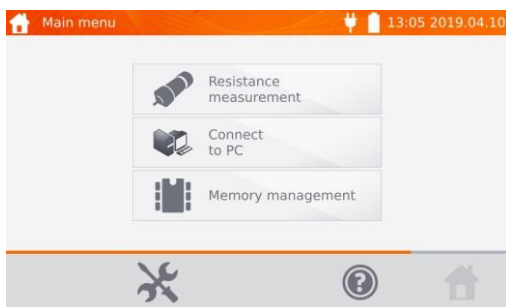 Main menu
13:05 2019.04.10
Resistance
measurement
Connect
to PC
Memory management
?